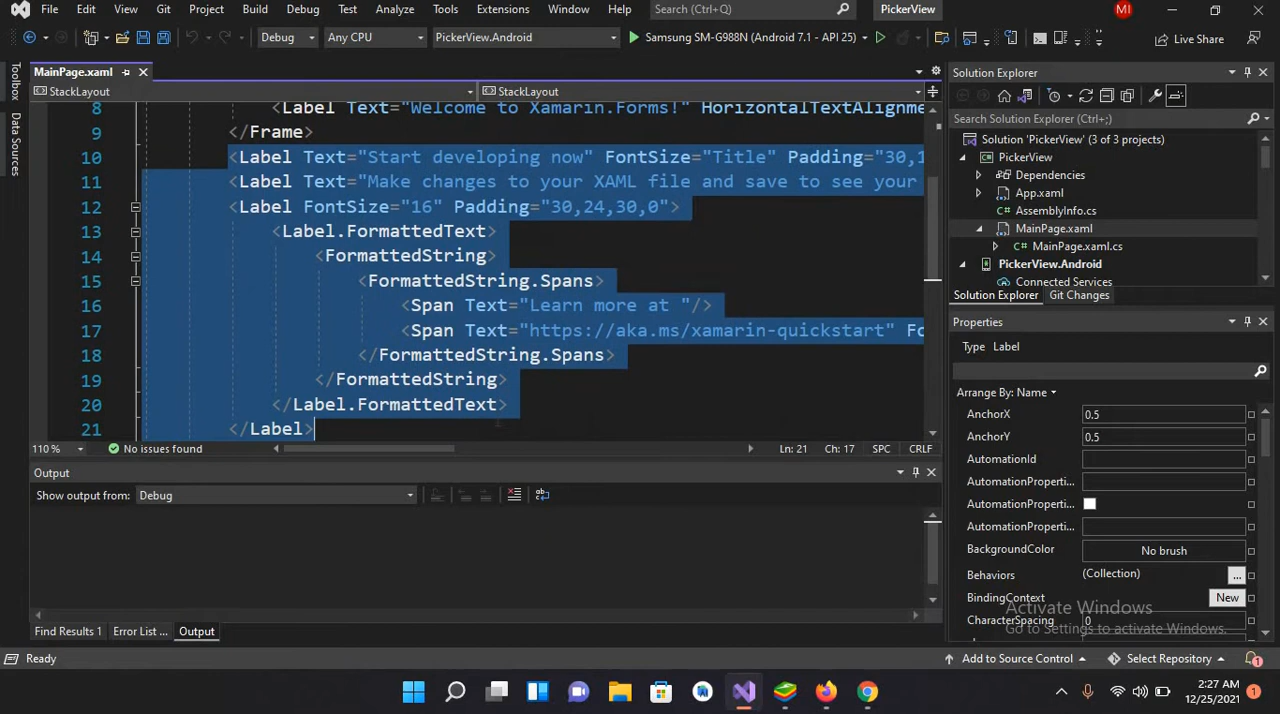 File Edit View Git Project Build Debug Test Analyze Tools Extensions Window Help Search (Ctrl+Q) PickerView MI
Debug Any CPU PickerView.Android Samsung SM-G988N (Android 7.1 - API 25) Live Share
Toolbox
Data Sources
MainPage.xaml
StackLayout StackLayout
8 <Label Text="Welcome to Xamarin.Forms!" HorizontalTextAlignme
9 </Frame>
10 <Label Text="Start developing now" FontSize="Title" Padding="30,1
11 <Label Text="Make changes to your XAML file and save to see your
12 <Label FontSize="16" Padding="30,24,30,0">
13 <Label.FormattedText>
14 <FormattedString>
15 <FormattedString.Spans>
16 <Span Text="Learn more at "/>
17 <Span Text="https://aka.ms/xamarin-quickstart" Fo
18 </FormattedString.Spans>
19 </FormattedString>
20 </Label.FormattedText>
21 </Label>
110 % No issues found Ln: 21 Ch: 17 SPC CRLF
Output
Show output from: Debug
Find Results 1 Error List ... Output
Solution Explorer
Search Solution Explorer (Ctrl+;)
Solution 'PickerView' (3 of 3 projects)
PickerView
Dependencies
App.xaml
AssemblyInfo.cs
MainPage.xaml
MainPage.xaml.cs
PickerView.Android
Connected Services
Solution Explorer Git Changes
Properties
Type Label
Arrange By: Name
AnchorX 0.5
AnchorY 0.5
AutomationId
AutomationProperti...
AutomationProperti...
AutomationProperti...
BackgroundColor No brush
Behaviors (Collection) ...
BindingContext New
CharacterSpacing 0
Activate Windows
Go to Settings to activate Windows.
Ready Add to Source Control Select Repository 1
2:27 AM
12/25/2021 1